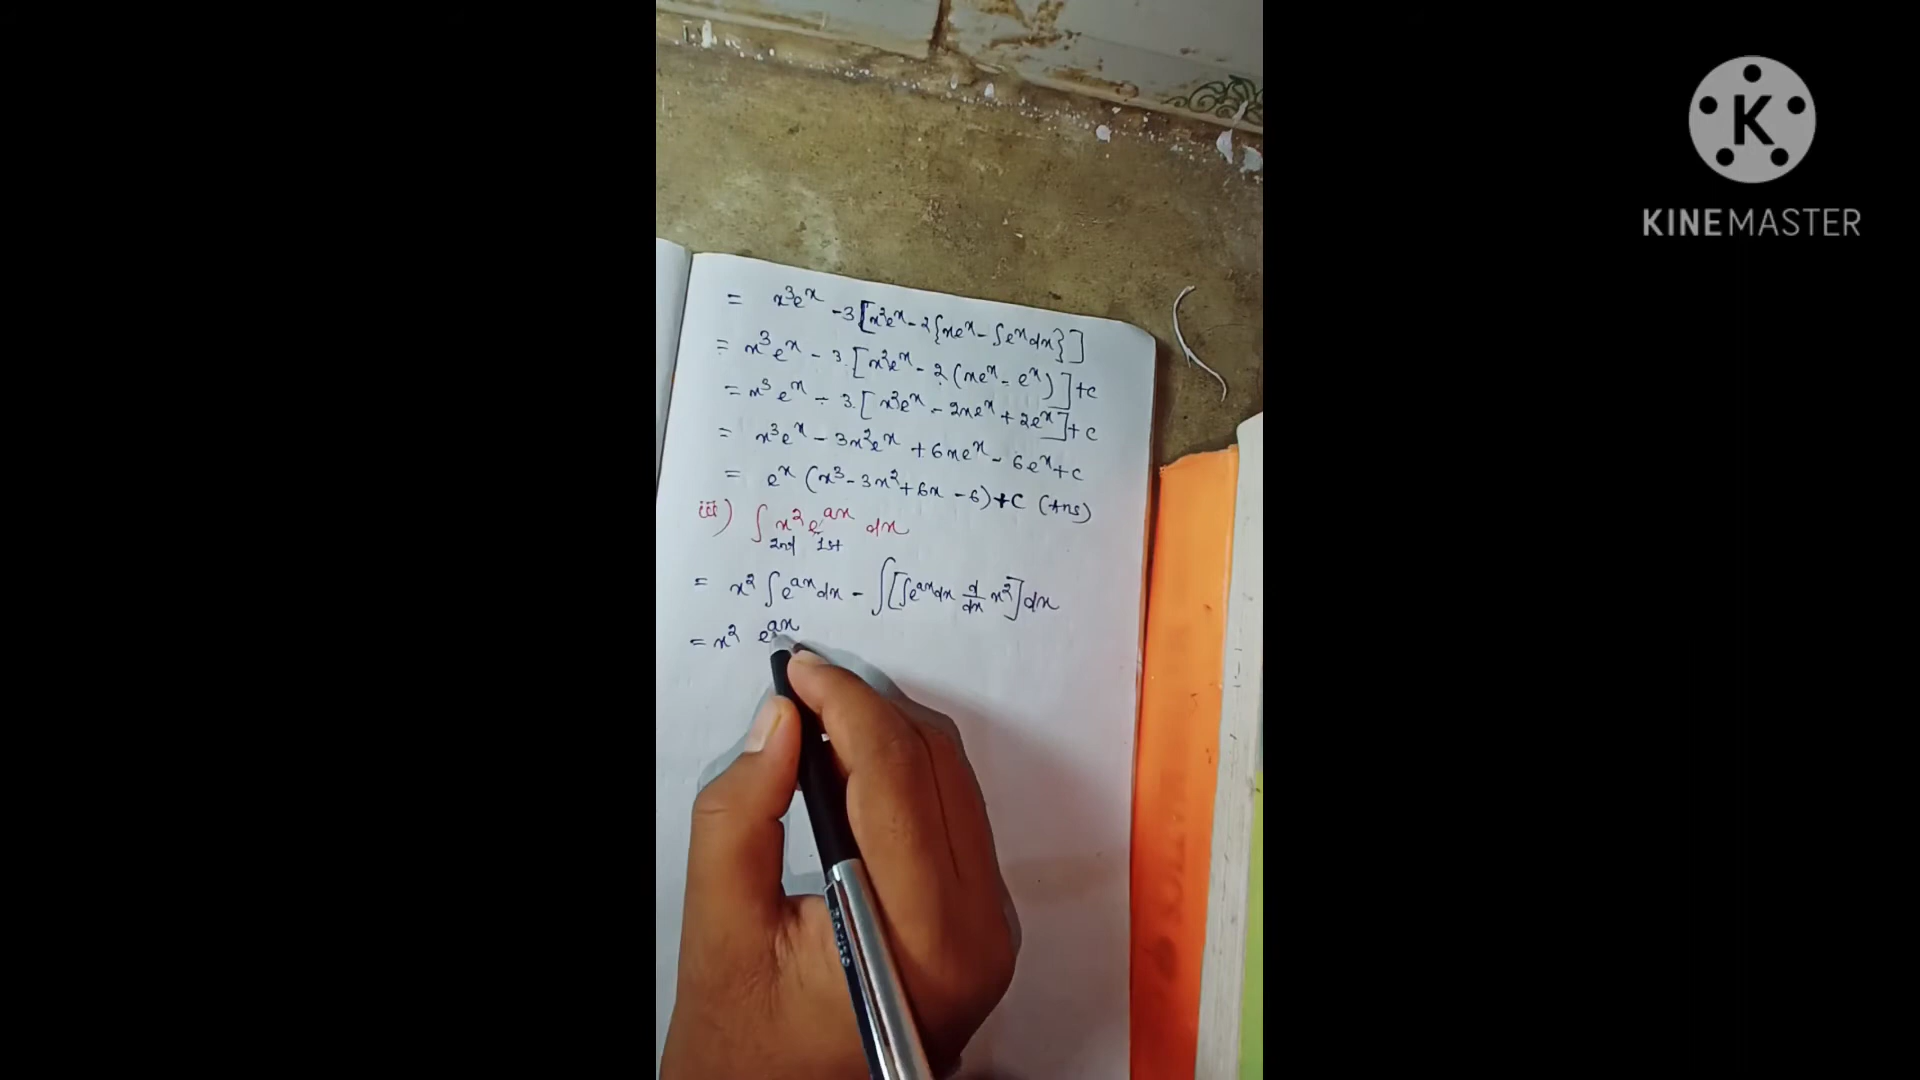 = x³eˣ - 3[x²eˣ - 2{xeˣ - ∫eˣdx}]
= x³eˣ - 3[x²eˣ - 2(xeˣ - eˣ)] + c
= x³eˣ - 3[x²eˣ - 2xeˣ + 2eˣ] + c
= x³eˣ - 3x²eˣ + 6xeˣ - 6eˣ + c
= eˣ(x³ - 3x² + 6x - 6) + C (Ans)
iii) ∫x²eᵃˣ dx
2nd 1st
= x² ∫eᵃˣdx - ∫[∫eᵃˣdx d/dx x²]dx
= x² eᵃˣ
K
KINEMASTER